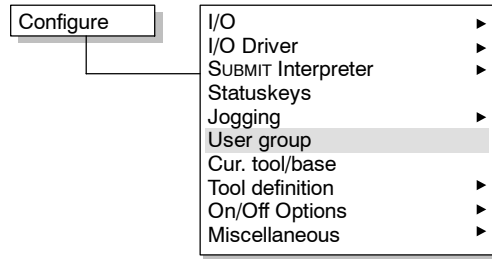 Configure
I/O
I/O Driver
SUBMIT Interpreter
Statuskeys
Jogging
User group
Cur. tool/base
Tool definition
On/Off Options
Miscellaneous